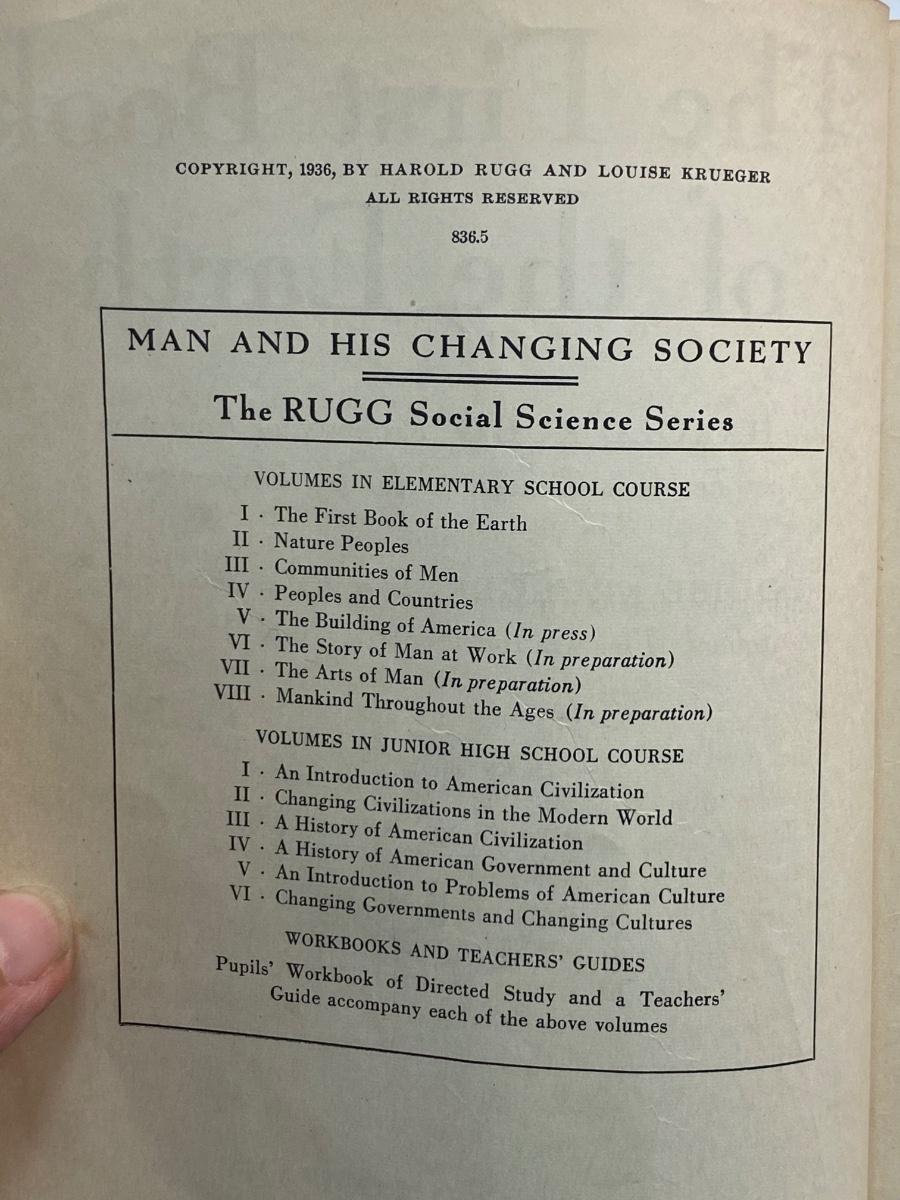 COPYRIGHT, 1936, BY HAROLD RUGG AND LOUISE KRUEGER
ALL RIGHTS RESERVED
836.5
MAN AND HIS CHANGING SOCIETY
The RUGG Social Science Series
VOLUMES IN ELEMENTARY SCHOOL COURSE
I · The First Book of the Earth
II · Nature Peoples
III · Communities of Men
IV · Peoples and Countries
V · The Building of America (In press)
VI · The Story of Man at Work (In preparation)
VII · The Arts of Man (In preparation)
VIII · Mankind Throughout the Ages (In preparation)
VOLUMES IN JUNIOR HIGH SCHOOL COURSE
I · An Introduction to American Civilization
II · Changing Civilizations in the Modern World
III · A History of American Civilization
IV · A History of American Government and Culture
V · An Introduction to Problems of American Culture
VI · Changing Governments and Changing Cultures
WORKBOOKS AND TEACHERS' GUIDES
Pupils' Workbook of Directed Study and a Teachers'
Guide accompany each of the above volumes